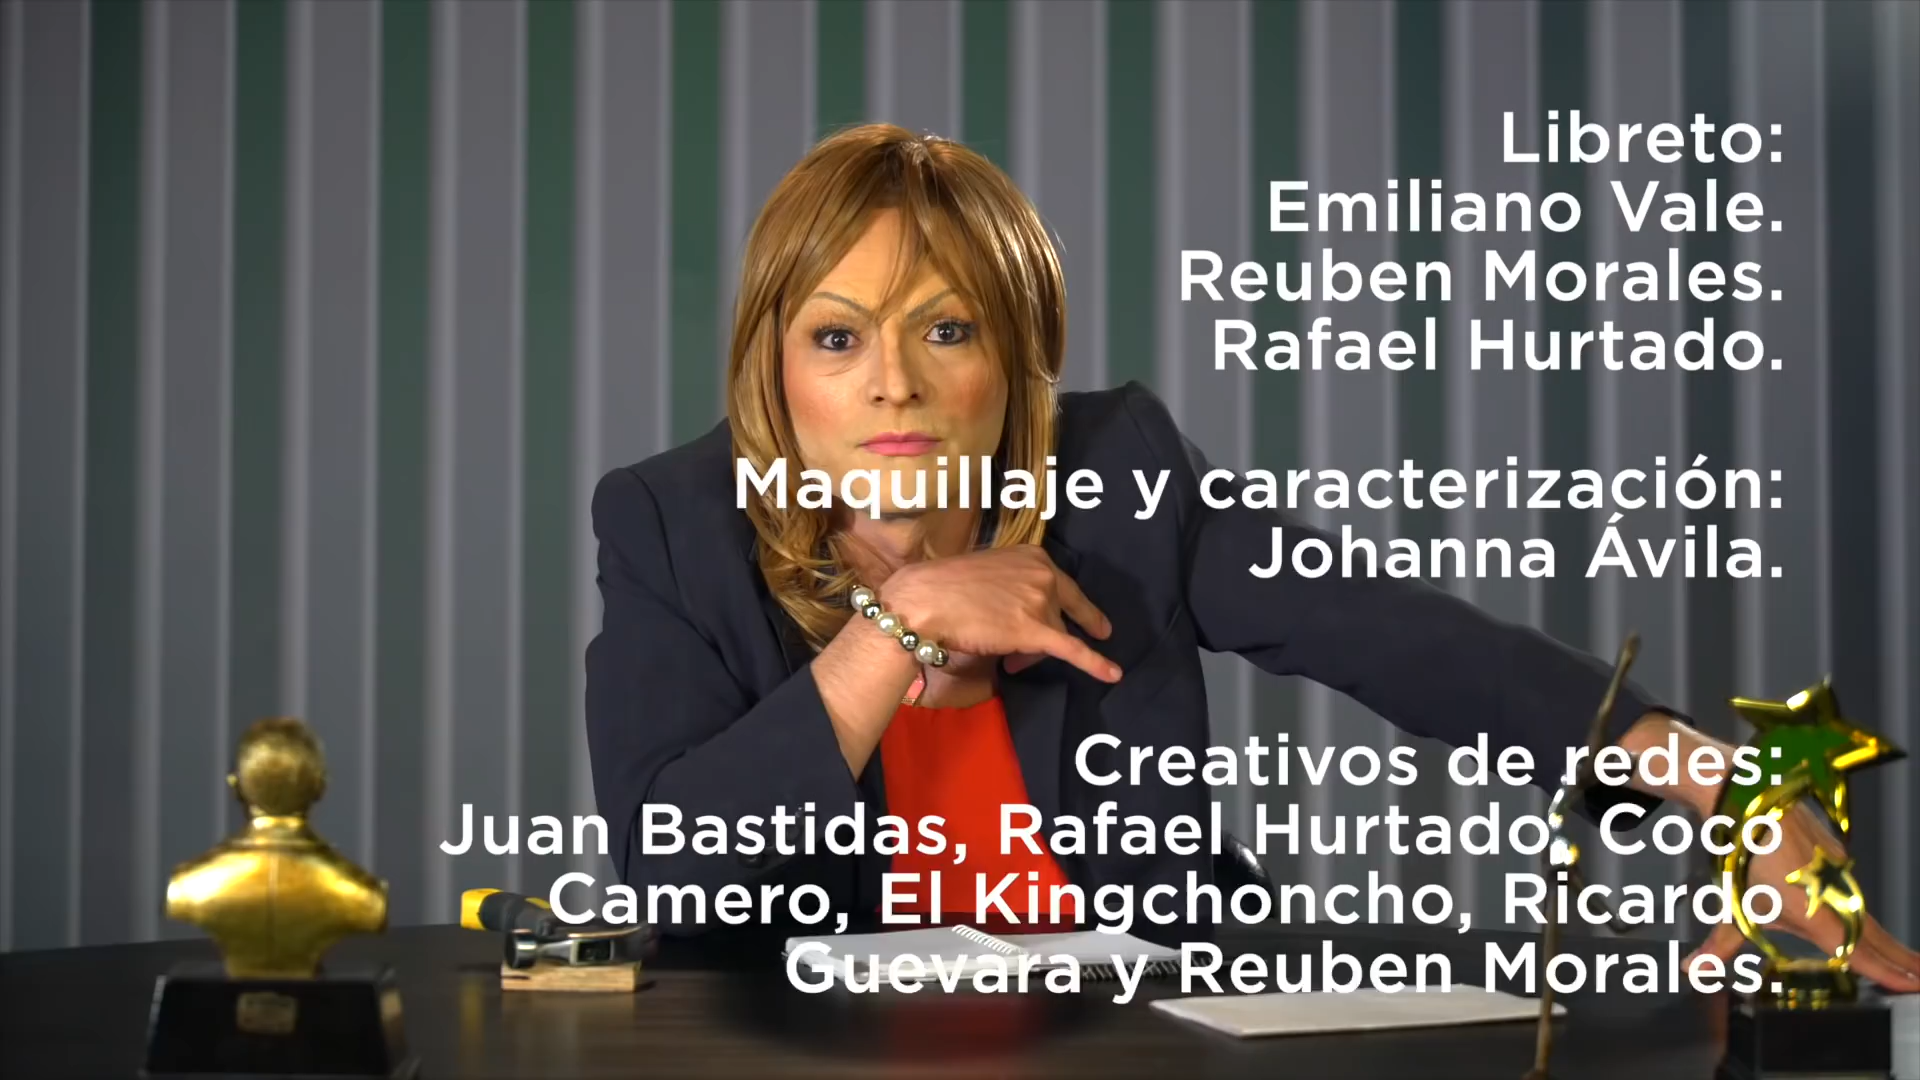 Libreto:
Emiliano Vale.
Reuben Morales.
Rafael Hurtado.
Maquillaje y caracterización:
Johanna Ávila.
Creativos de redes:
Juan Bastidas, Rafael Hurtado, Coco
Camero, El Kingchoncho, Ricardo
Guevara y Reuben Morales.